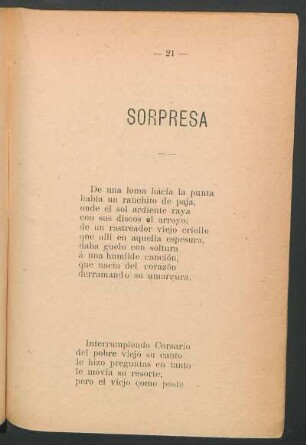 — 21 —
SORPRESA
De una loma hácia la punta
había un ranchito de paja,
onde el sol ardiente raya
con sus discos el arroyo;
de un rastreador viejo criollo
que allí en aquella espesura,
daba guelo con soltura
á una humilde canción,
que nacía del corazón
derramando su amargura.
Interrumpiendo Corsario
del pobre viejo su canto
le hizo preguntas en tanto
le movía su resorte,
pero el viejo como poste